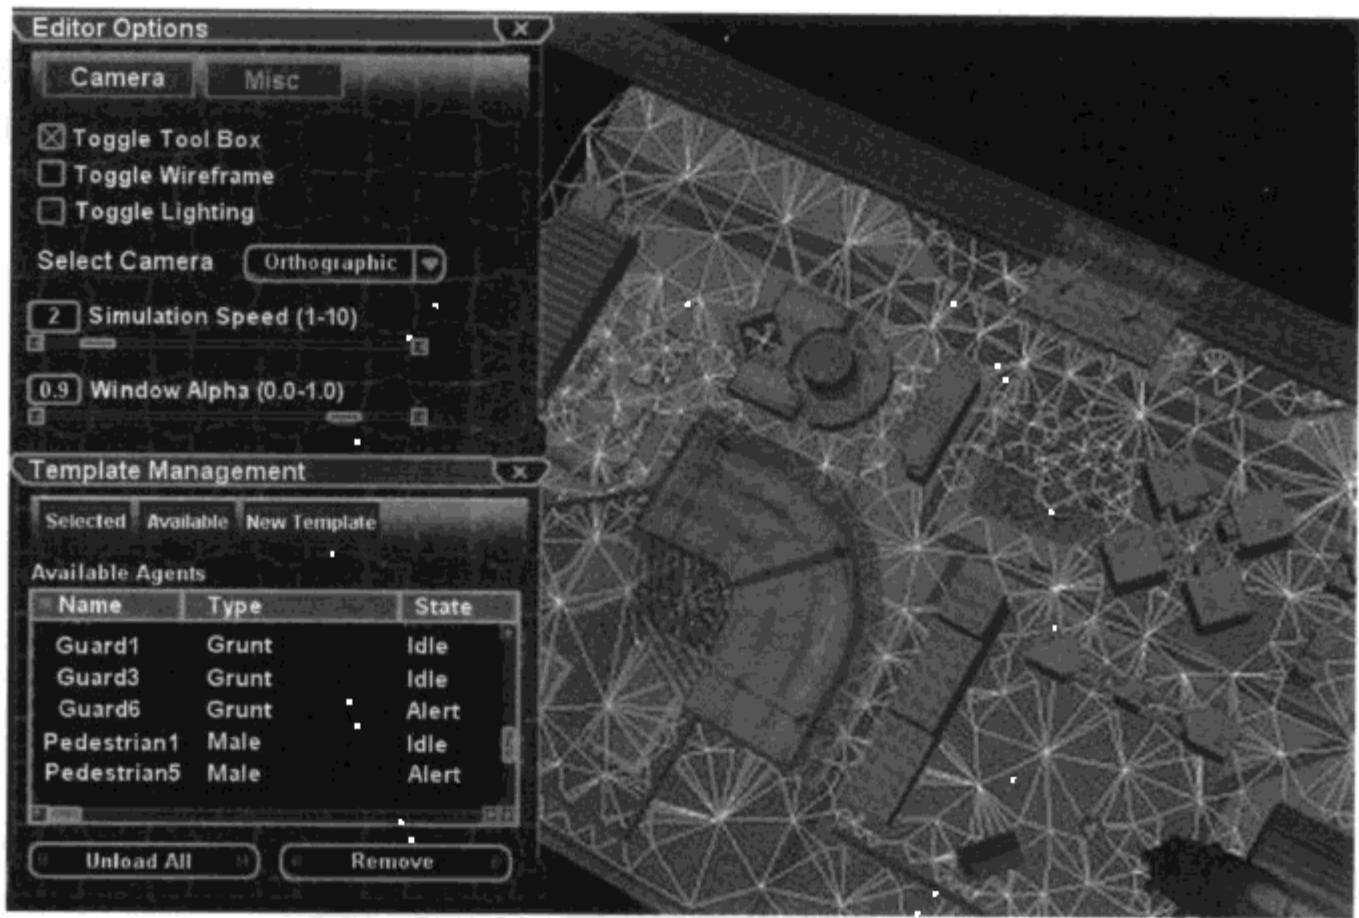 Editor Options
Camera Misc
Toggle Tool Box
Toggle Wireframe
Toggle Lighting
Select Camera Orthographic
2 Simulation Speed (1-10)
0.9 Window Alpha (0.0-1.0)
Template Management
Selected Available New Template
Available Agents
Name Type State
Guard1 Grunt Idle
Guard3 Grunt Idle
Guard6 Grunt Alert
Pedestrian1 Male Idle
Pedestrian5 Male Alert
Unload All Remove